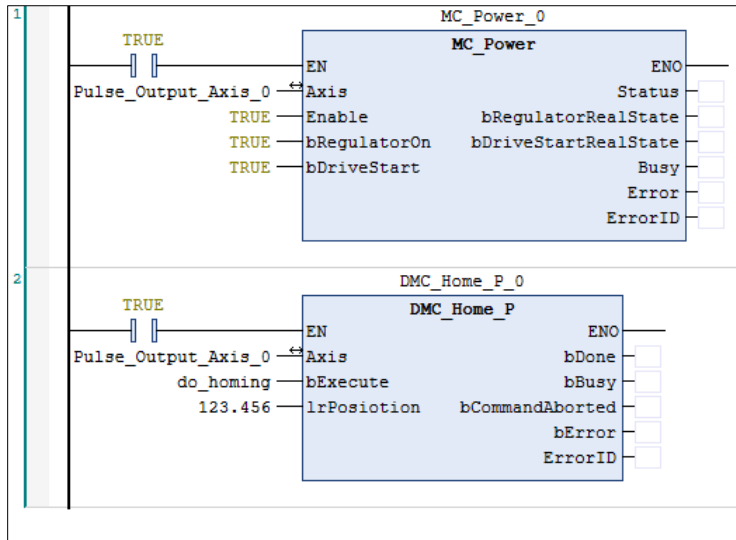 1
MC_Power_0
TRUE
MC_Power
EN ENO
Pulse_Output_Axis_0 Axis Status
TRUE Enable bRegulatorRealState
TRUE bRegulatorOn bDriveStartRealState
TRUE bDriveStart Busy
Error
ErrorID
2
DMC_Home_P_0
TRUE
DMC_Home_P
EN ENO
Pulse_Output_Axis_0 Axis bDone
do_homing bExecute bBusy
123.456 lrPosiotion bCommandAborted
bError
ErrorID